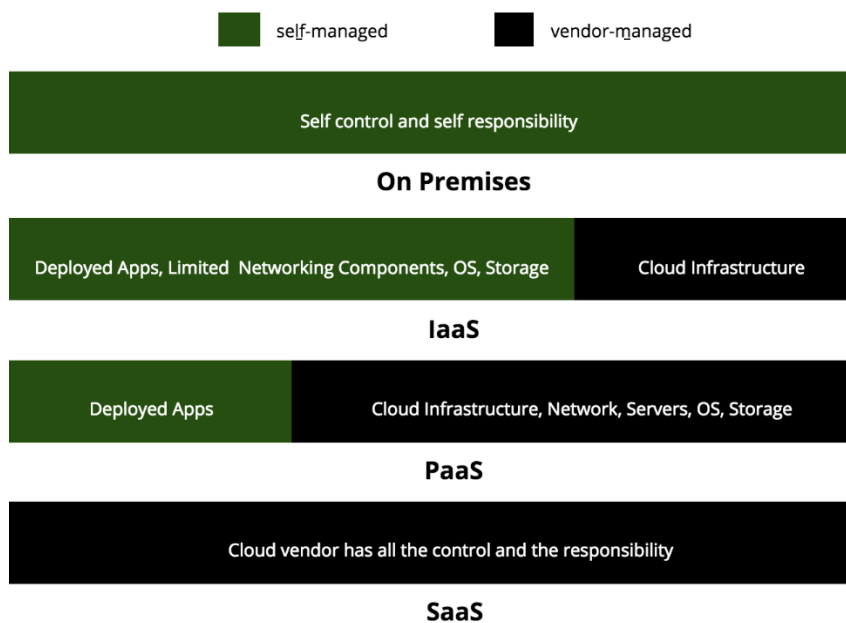 self-managed vendor-managed
Self control and self responsibility
On Premises
Deployed Apps, Limited Networking Components, OS, Storage Cloud Infrastructure
IaaS
Deployed Apps Cloud Infrastructure, Network, Servers, OS, Storage
PaaS
Cloud vendor has all the control and the responsibility
SaaS